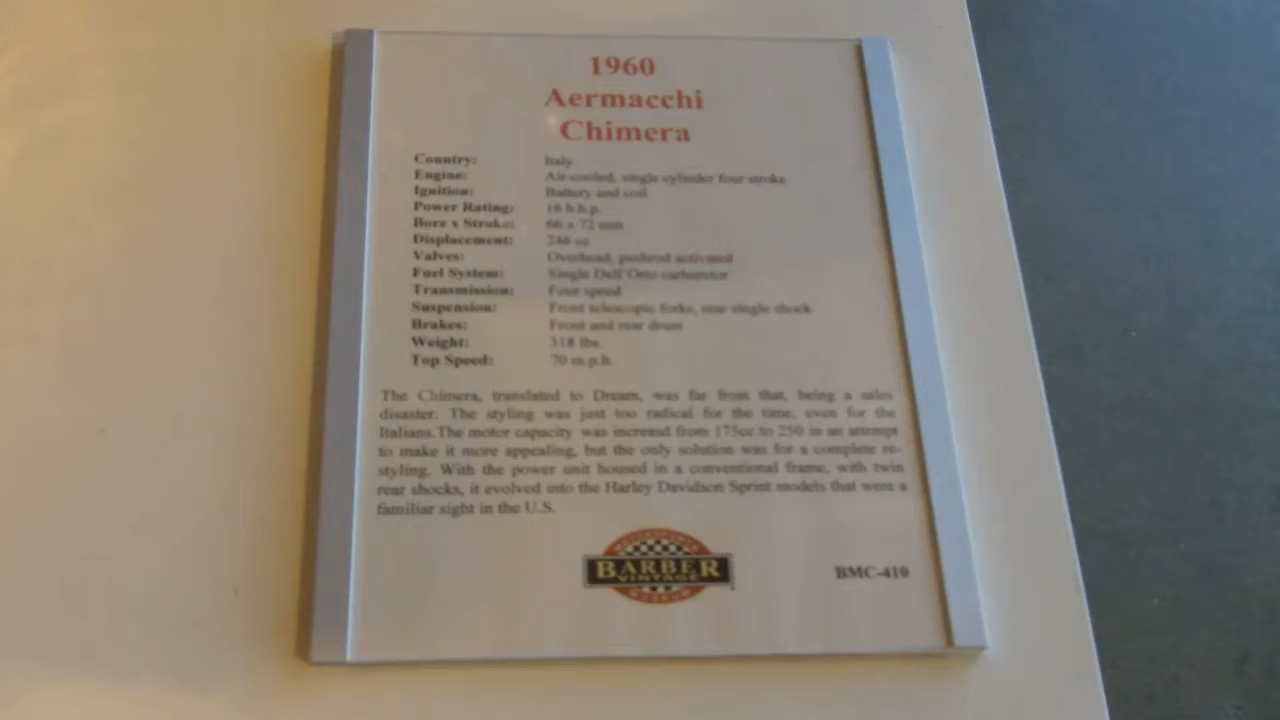 1960
Aermacchi
Chimera
Country: Italy
Engine: Air-cooled, single cylinder four stroke
Ignition: Battery and coil
Power Rating: 16 b.h.p.
Bore x Stroke: 66 x 72 mm
Displacement: 246 cc
Valves: Overhead, pushrod activated
Fuel System: Single Dell'Orto carburetor
Transmission: Four speed
Suspension: Front telescopic forks, rear single shock
Brakes: Front and rear drum
Weight: 318 lbs.
Top Speed: 70 m.p.h.
The Chimera, translated to Dream, was far from that, being a sales
disaster. The styling was just too radical for the time, even for the
Italians.The motor capacity was increasd from 175cc to 250 in an attempt
to make it more appealing, but the only solution was for a complete re-
styling. With the power unit housed in a conventional frame, with twin
rear shocks, it evolved into the Harley Davidson Sprint models that were a
familiar sight in the U.S.
MOTORSPORTS
BARBER
VINTAGE
MUSEUM
BMC-410